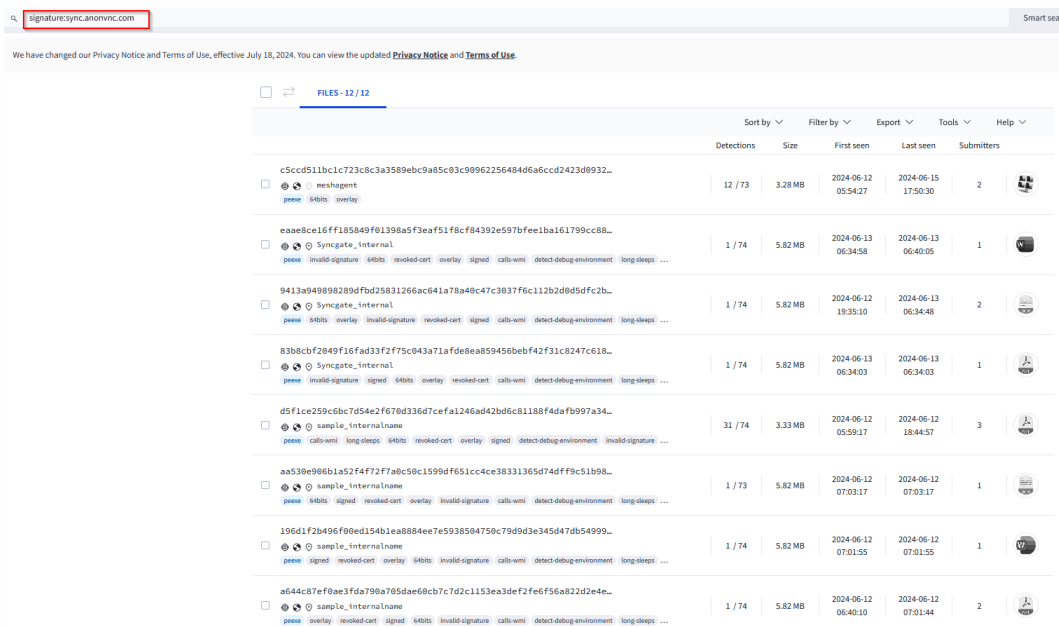 signature:sync.anonvnc.com
Smart sea
We have changed our Privacy Notice and Terms of Use, effective July 18, 2024. You can view the updated Privacy Notice and Terms of Use.
FILES - 12 / 12
Sort by Filter by Export Tools Help
Detections Size First seen Last seen Submitters
c5ccd511bc1c723c8c3a3589ebc9a85c03c90962256484d6a6ccd2423d0932…
meshagent
peexe 64bits overlay
12 / 73 3.28 MB 2024-06-12 05:54:27 2024-06-15 17:50:30 2
eaae8ce16ff185849f01398a5f3eaf51f8cf84392e597bfee1ba161799cc88…
Syncgate_internal
peexe invalid-signature 64bits revoked-cert overlay signed calls-wmi detect-debug-environment long-sleeps ...
1 / 74 5.82 MB 2024-06-13 06:34:58 2024-06-13 06:40:05 1
9413a949898289dfbd25831266ac641a78a40c47c3037f6c112b2d0d5dfc2b…
Syncgate_internal
peexe 64bits overlay invalid-signature revoked-cert signed calls-wmi detect-debug-environment long-sleeps ...
1 / 74 5.82 MB 2024-06-12 19:35:10 2024-06-13 06:34:48 2
83b8cbf2049f16fad33f2f75c043a71afde8ea859456bebf42f31c8247c618…
Syncgate_internal
peexe invalid-signature signed 64bits overlay revoked-cert calls-wmi detect-debug-environment long-sleeps ...
1 / 74 5.82 MB 2024-06-13 06:34:03 2024-06-13 06:34:03 1
d5f1ce259c6bc7d54e2f670d336d7cefa1246ad42bd6c81188f4dafb997a34…
sample_internalname
peexe calls-wmi long-sleeps 64bits revoked-cert overlay signed detect-debug-environment invalid-signature ...
31 / 74 3.33 MB 2024-06-12 05:59:17 2024-06-12 18:44:57 3
aa530e906b1a52f4f72f7a0c50c1599df651cc4ce38331365d74dff9c51b98…
sample_internalname
peexe 64bits signed revoked-cert overlay invalid-signature calls-wmi detect-debug-environment long-sleeps ...
1 / 73 5.82 MB 2024-06-12 07:03:17 2024-06-12 07:03:17 1
196d1f2b496f00ed154b1ea8884ee7e5938504750c79d9d3e345d47db54999…
sample_internalname
peexe signed revoked-cert overlay 64bits invalid-signature calls-wmi detect-debug-environment long-sleeps ...
1 / 74 5.82 MB 2024-06-12 07:01:55 2024-06-12 07:01:55 1
a644c87ef0ae3fda790a705dae60cb7c7d2c1153ea3def2fe6f56a822d2e4e…
sample_internalname
peexe overlay revoked-cert signed 64bits invalid-signature calls-wmi detect-debug-environment long-sleeps ...
1 / 74 5.82 MB 2024-06-12 06:40:10 2024-06-12 07:01:44 2